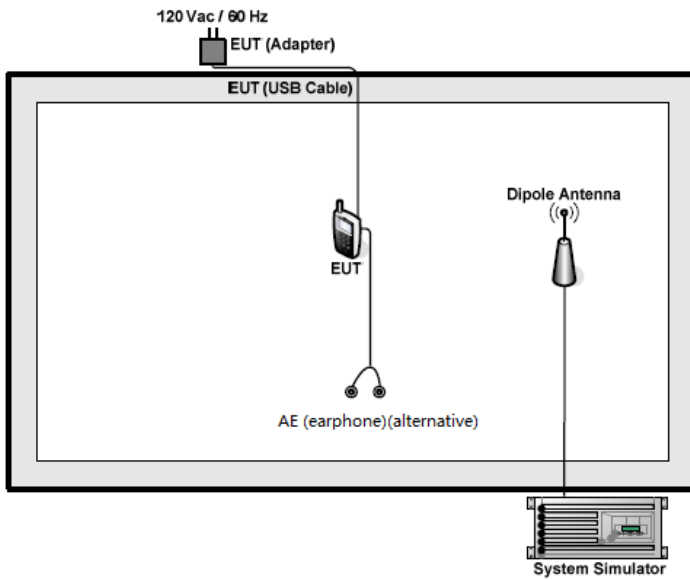 120 Vac / 60 Hz
EUT (Adapter)
EUT (USB Cable)
Dipole Antenna
EUT
AE (earphone)(alternative)
System Simulator